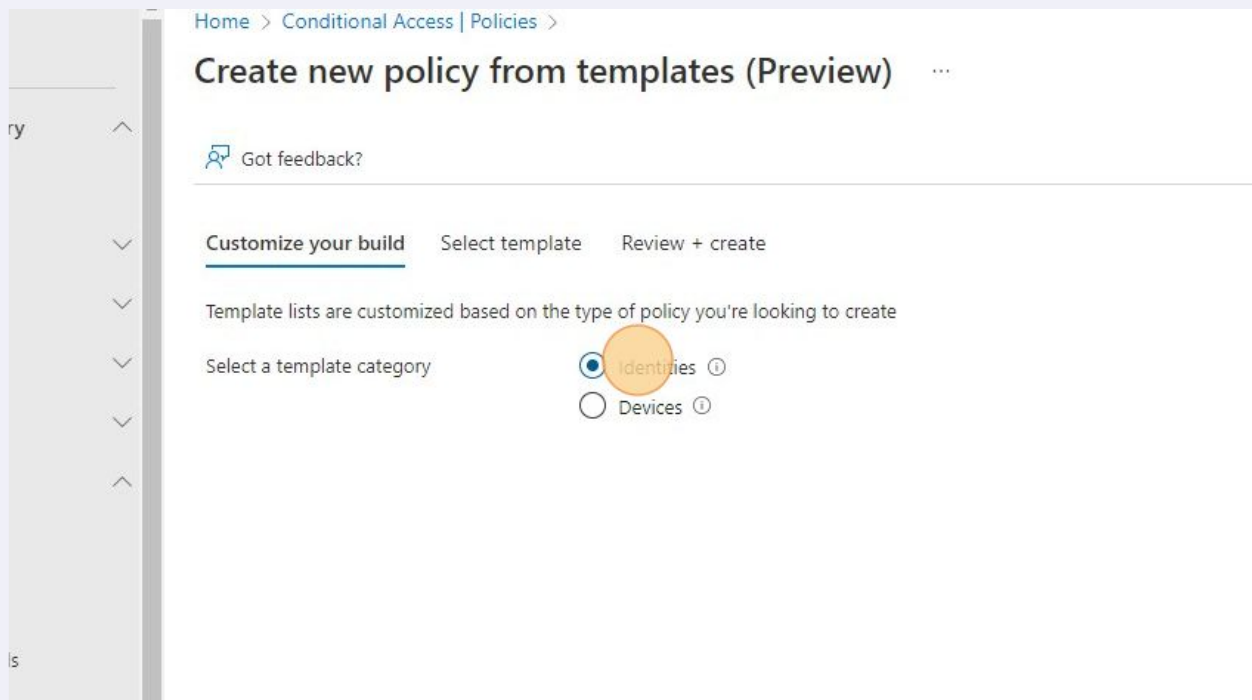 Home > Conditional Access | Policies >
Create new policy from templates (Preview) ...
ry
Got feedback?
Customize your build Select template Review + create
Template lists are customized based on the type of policy you're looking to create
Select a template category Identities
Devices
ls